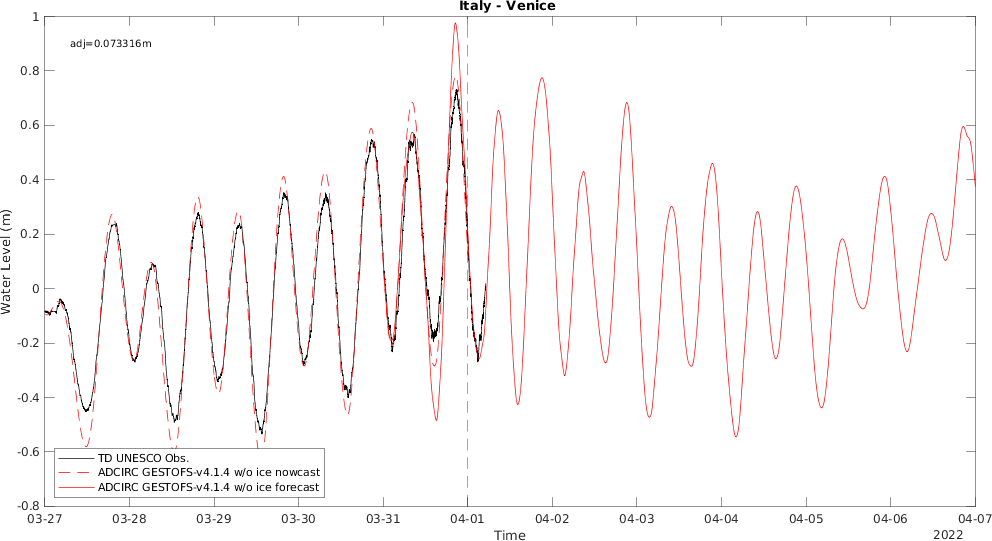 Italy - Venice
adj=0.073316m
Water Level (m)
1
0.8
0.6
0.4
0.2
0
-0.2
-0.4
-0.6
-0.8
TD UNESCO Obs.
ADCIRC GESTOFS-v4.1.4 w/o ice nowcast
ADCIRC GESTOFS-v4.1.4 w/o ice forecast
03-27 03-28 03-29 03-30 03-31 04-01 04-02 04-03 04-04 04-05 04-06 04-07
Time
2022